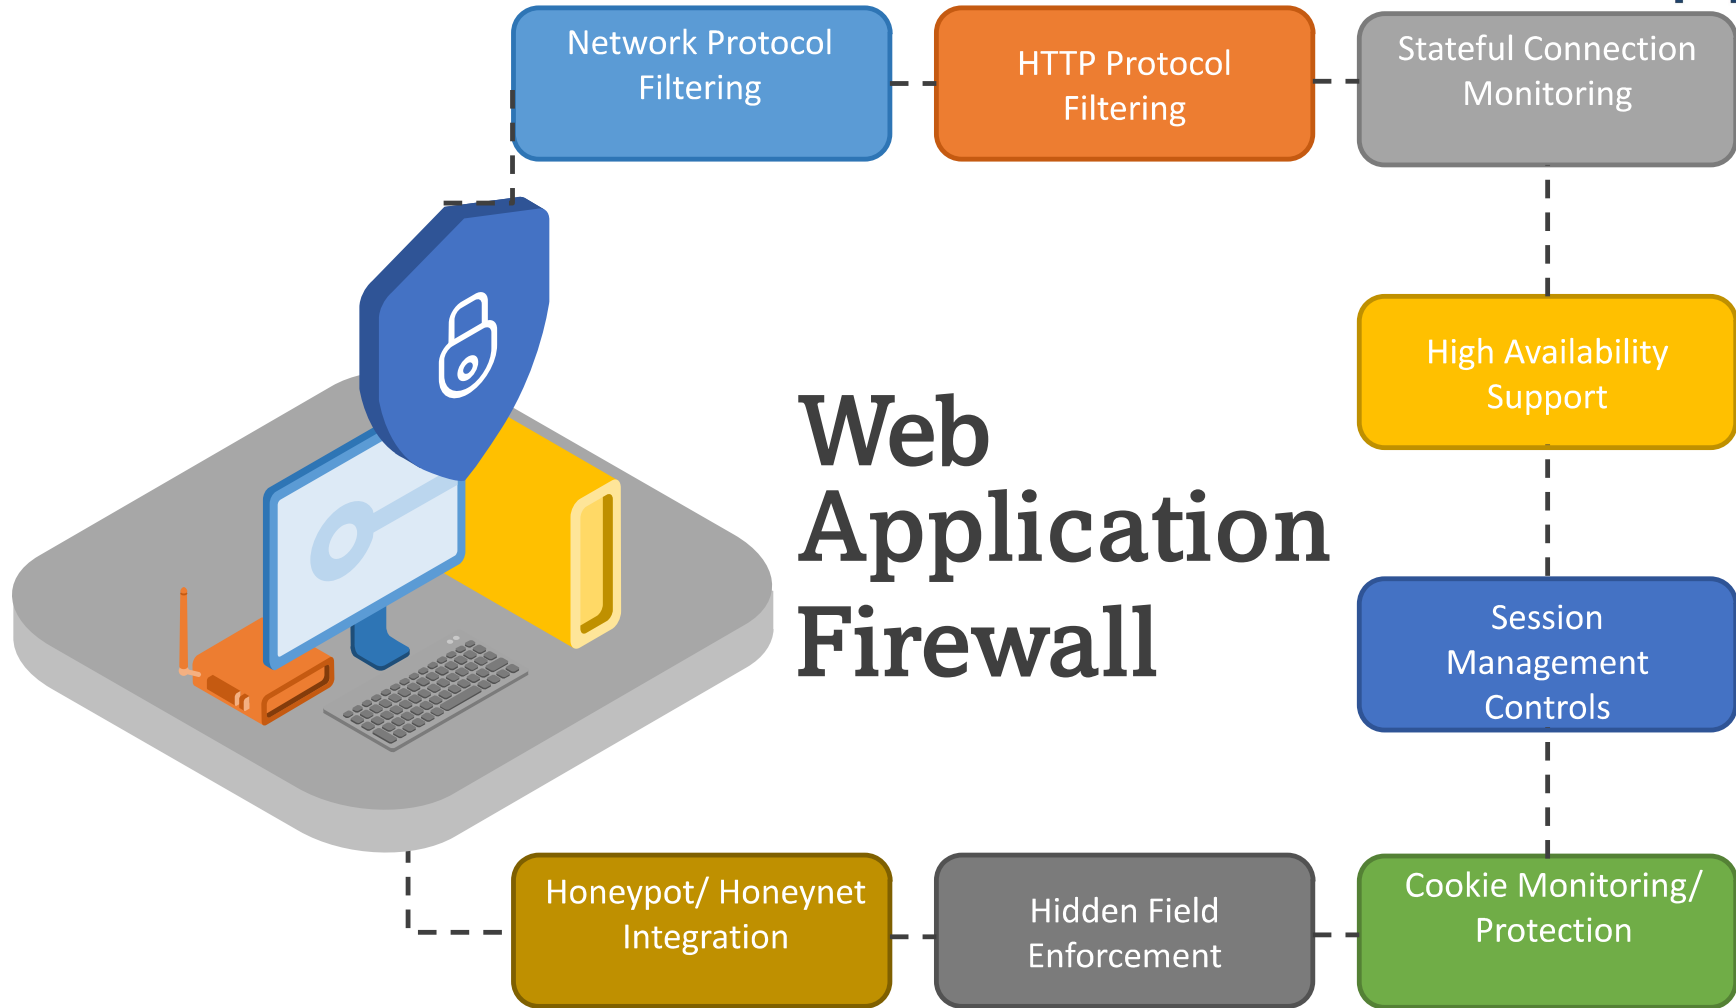 Network Protocol
Filtering
HTTP Protocol
Filtering
Stateful Connection
Monitoring
High Availability
Support
Web
Application
Firewall
Session
Management
Controls
Honeypot/ Honeynet
Integration
Hidden Field
Enforcement
Cookie Monitoring/
Protection